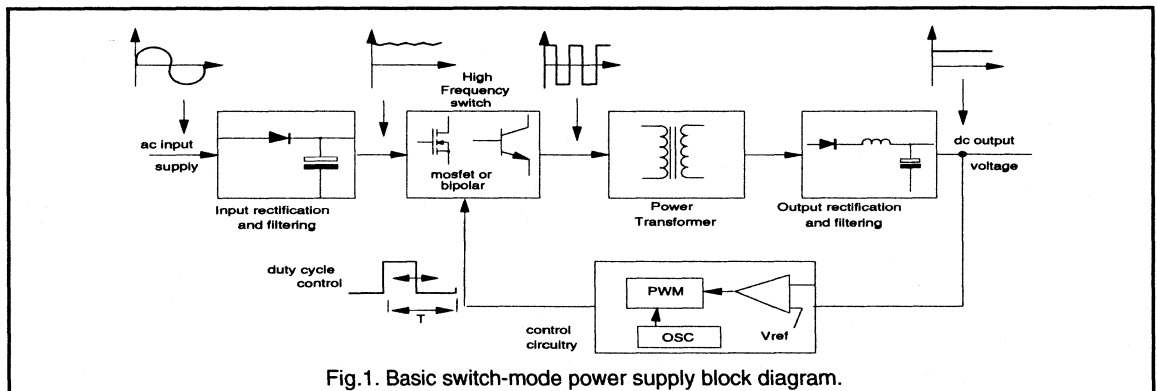 High
Frequency
switch
ac input
supply
mosfet or
bipolar
dc output
voltage
Input rectification
and filtering
Power
Transformer
Output rectification
and filtering
duty cycle
control
T
PWM
OSC
Vref
control
circuitry
Fig.1. Basic switch-mode power supply block diagram.